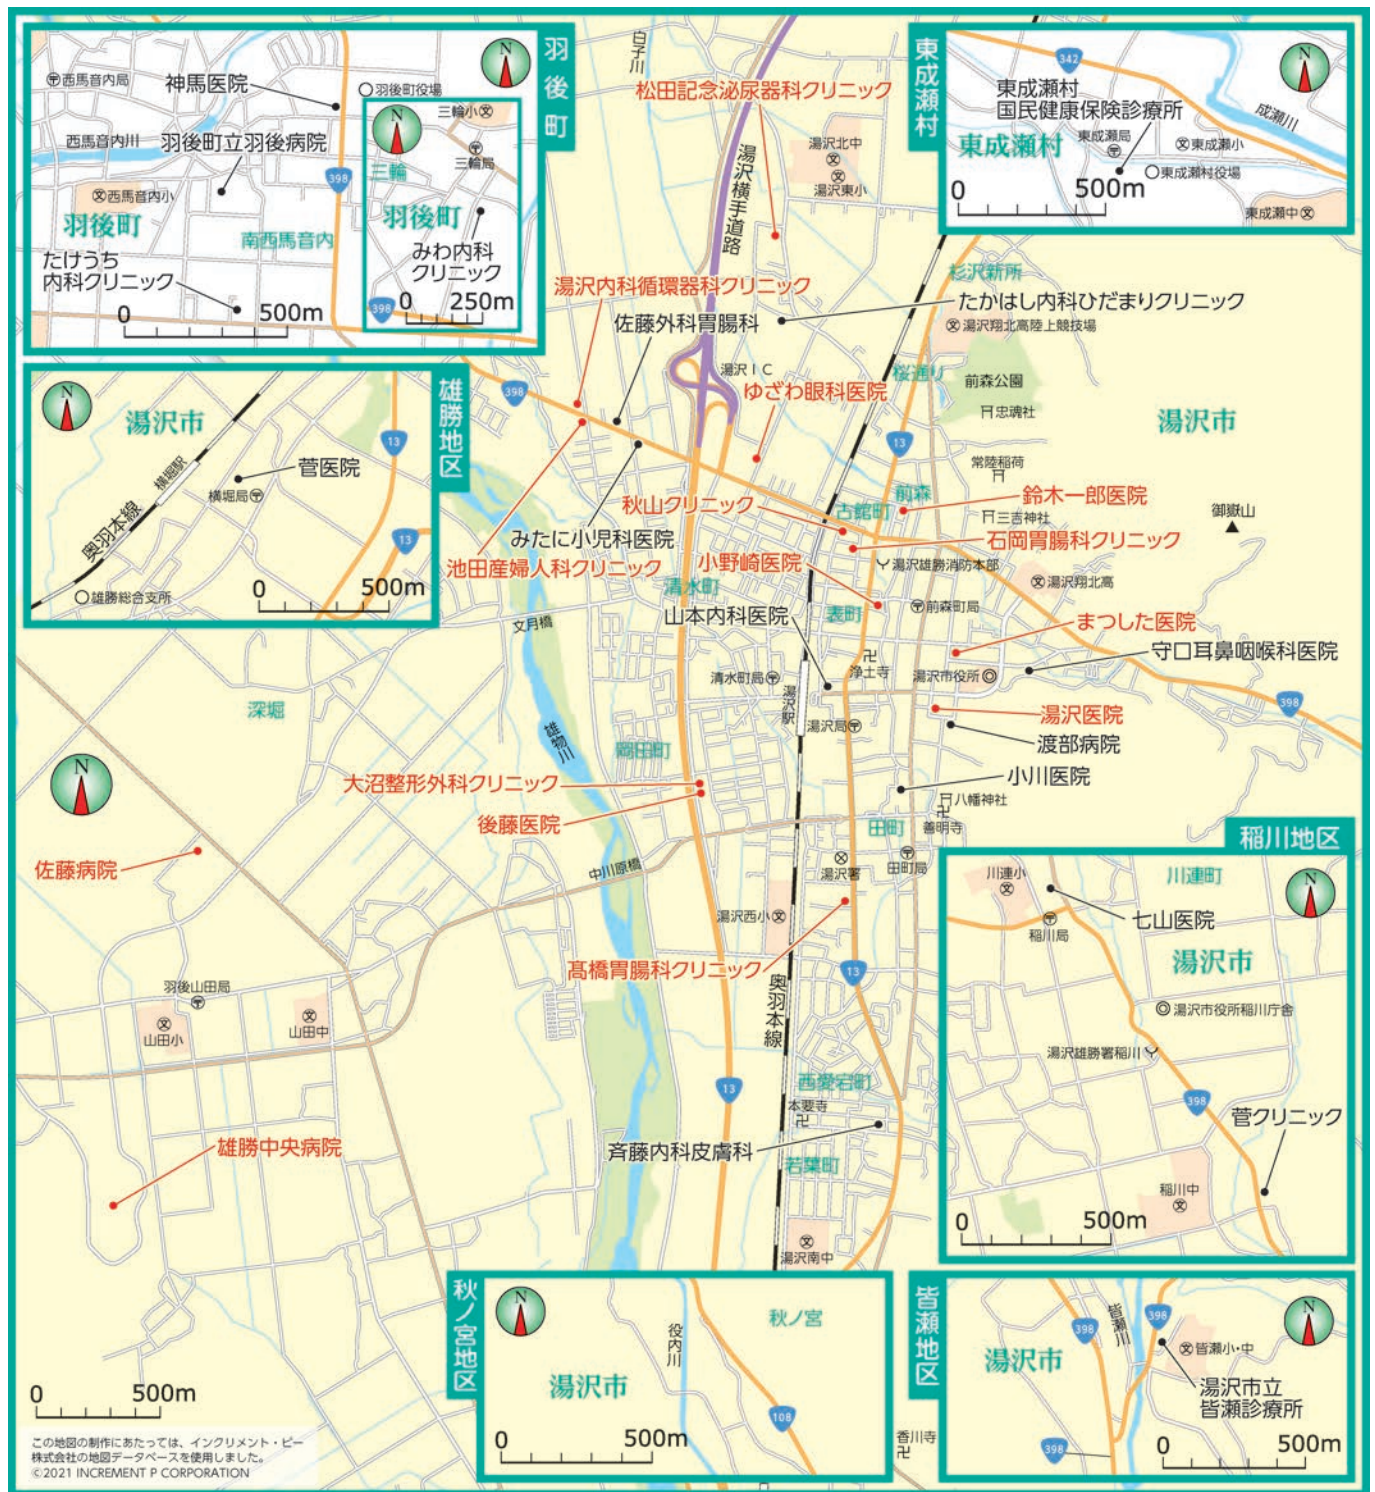 羽後町
N
西馬音内局
神馬医院
羽後町役場
西馬音内川
羽後町立羽後病院
西馬音内小
羽後町
南西馬音内
398
たけうち
内科クリニック
0 500m
N
三輪小
三輪局
三輪
羽後町
みわ内科
クリニック
398
0 250m
東成瀬村
N
342
東成瀬村
国民健康保険診療所
成瀬川
東成瀬局
東成瀬小
東成瀬村
東成瀬村役場
0 500m
東成瀬中
白子川
松田記念泌尿器科クリニック
湯沢北中
湯沢東小
湯沢横手道路
杉沢新所
湯沢内科循環器科クリニック
たかはし内科ひだまりクリニック
佐藤外科胃腸科
湯沢翔北高陸上競技場
湯沢IC
桜通り
前森公園
398
ゆざわ眼科医院
忠魂社
湯沢市
13
常陸稲荷
秋山クリニック
前森
鈴木一郎医院
古館町
三吉神社
御嶽山
みたに小児科医院
石岡胃腸科クリニック
池田産婦人科クリニック
小野崎医院
湯沢雄勝消防本部
清水町
湯沢翔北高
山本内科医院
表町
前森町局
まつした医院
文月橋
守口耳鼻咽喉科医院
浄土寺
清水町局
湯沢市役所
湯沢駅
398
深堀
湯沢医院
湯沢局
渡部病院
雄物川
岡田町
小川医院
大沼整形外科クリニック
八幡神社
後藤医院
田町
善明寺
N
佐藤病院
中川原橋
湯沢署
田町局
湯沢西小
髙橋胃腸科クリニック
13
奥羽本線
羽後山田局
山田小
山田中
13
西愛宕町
本要寺
斉藤内科皮膚科
若葉町
雄勝中央病院
湯沢南中
香川寺
0 500m
この地図の制作にあたっては、インクリメント・ピー
株式会社の地図データベースを使用しました。
©2021 INCREMENT P CORPORATION
雄勝地区
N
湯沢市
13
横堀駅
菅医院
横堀局
奥羽本線
13
雄勝総合支所
0 500m
稲川地区
川連小
川連町
N
七山医院
稲川局
湯沢市
湯沢市役所稲川庁舎
湯沢雄勝署稲川
398
菅クリニック
稲川中
0 500m
秋ノ宮地区
N
秋ノ宮
役内川
湯沢市
108
0 500m
皆瀬地区
398
皆瀬川
398
N
湯沢市
皆瀬小・中
湯沢市立
皆瀬診療所
398
0 500m